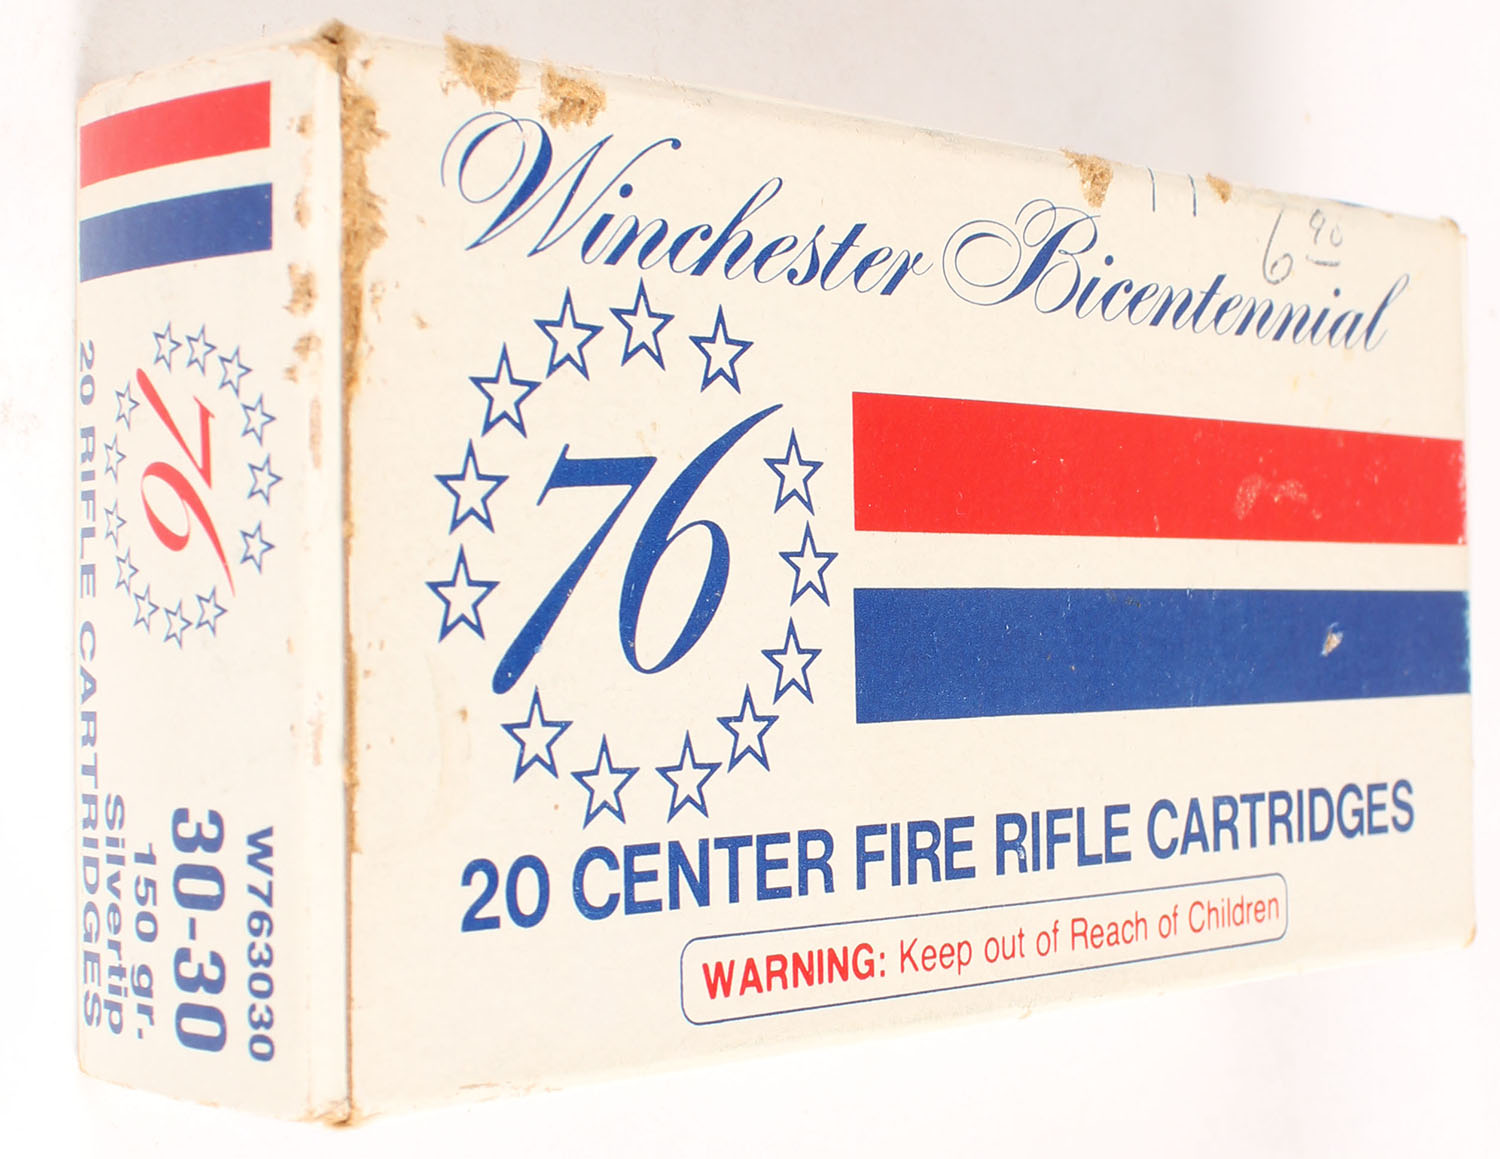 Winchester Bicentennial
6 90
76
20 CENTER FIRE RIFLE CARTRIDGES
WARNING: Keep out of Reach of Children
76
W763030
30-30
150 gr.
Silvertip
20 RIFLE CARTRIDGES